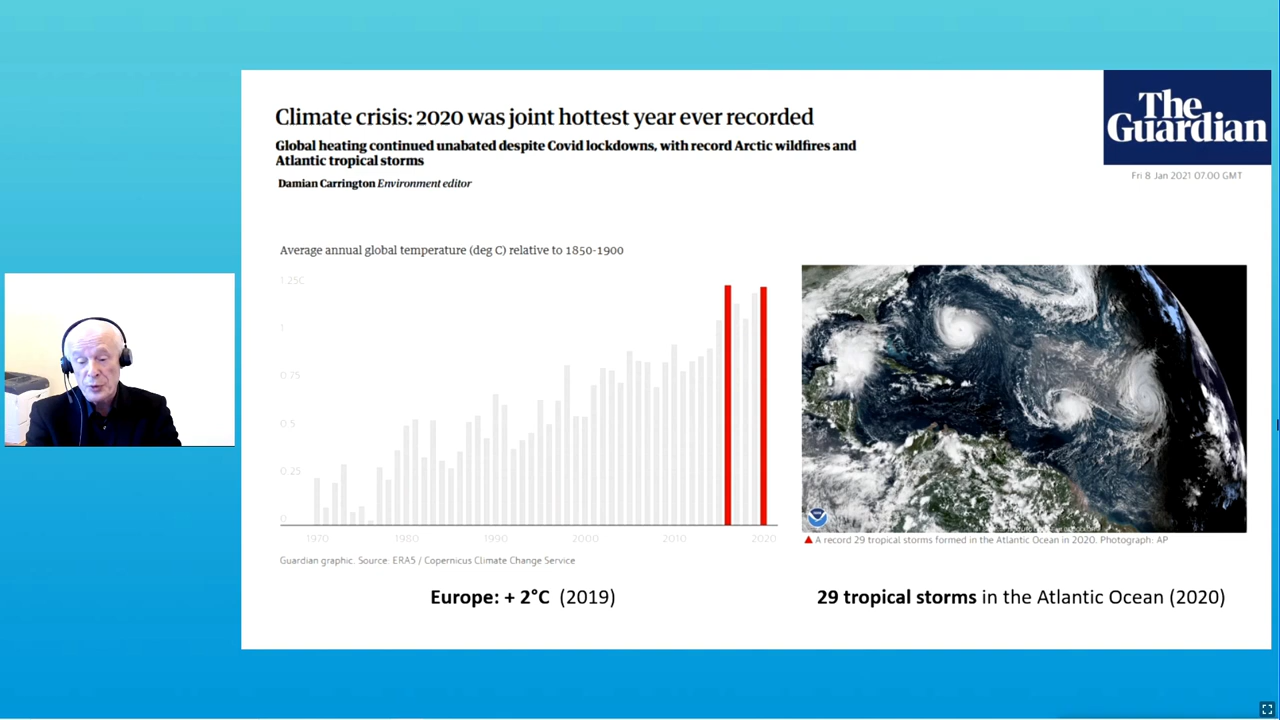 The
Guardian
Climate crisis: 2020 was joint hottest year ever recorded
Global heating continued unabated despite Covid lockdowns, with record Arctic wildfires and
Atlantic tropical storms
Damian Carrington Environment editor
Fri 8 Jan 2021 07.00 GMT
Average annual global temperature (deg C) relative to 1850-1900
1.25C
1
0.75
0.5
0.25
0
1970
1980
1990
2000
2010
2020
Guardian graphic. Source: ERA5 / Copernicus Climate Change Service
A record 29 tropical storms formed in the Atlantic Ocean in 2020. Photograph: AP
Europe: + 2°C (2019)
29 tropical storms in the Atlantic Ocean (2020)